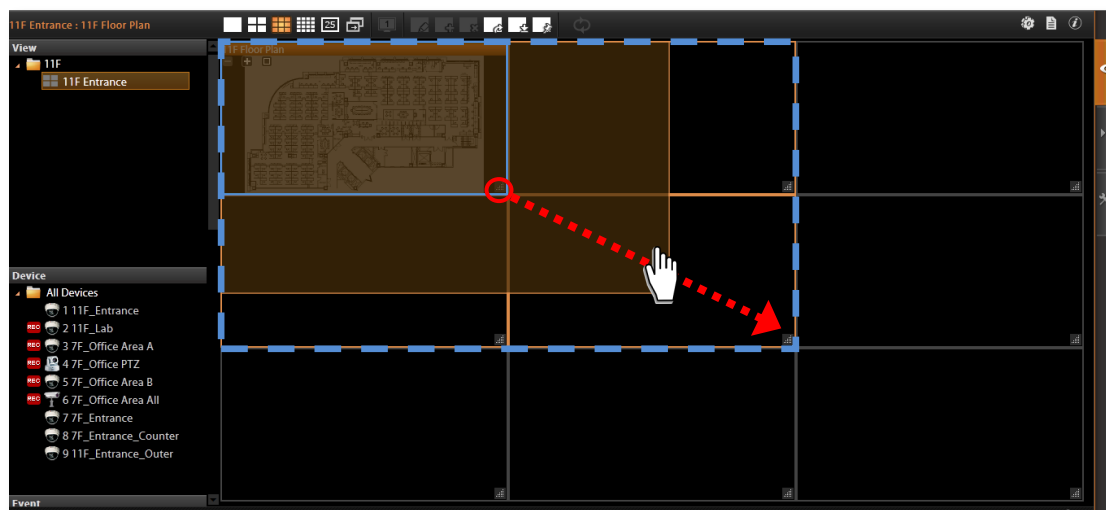 11F Entrance : 11F Floor Plan
25
1
View
11F
11F Entrance
11F Floor Plan
Device
All Devices
1 11F_Entrance
REC 2 11F_Lab
REC 3 7F_Office Area A
REC 4 7F_Office PTZ
REC 5 7F_Office Area B
REC 6 7F_Office Area All
7 7F_Entrance
8 7F_Entrance_Counter
9 11F_Entrance_Outer
Event